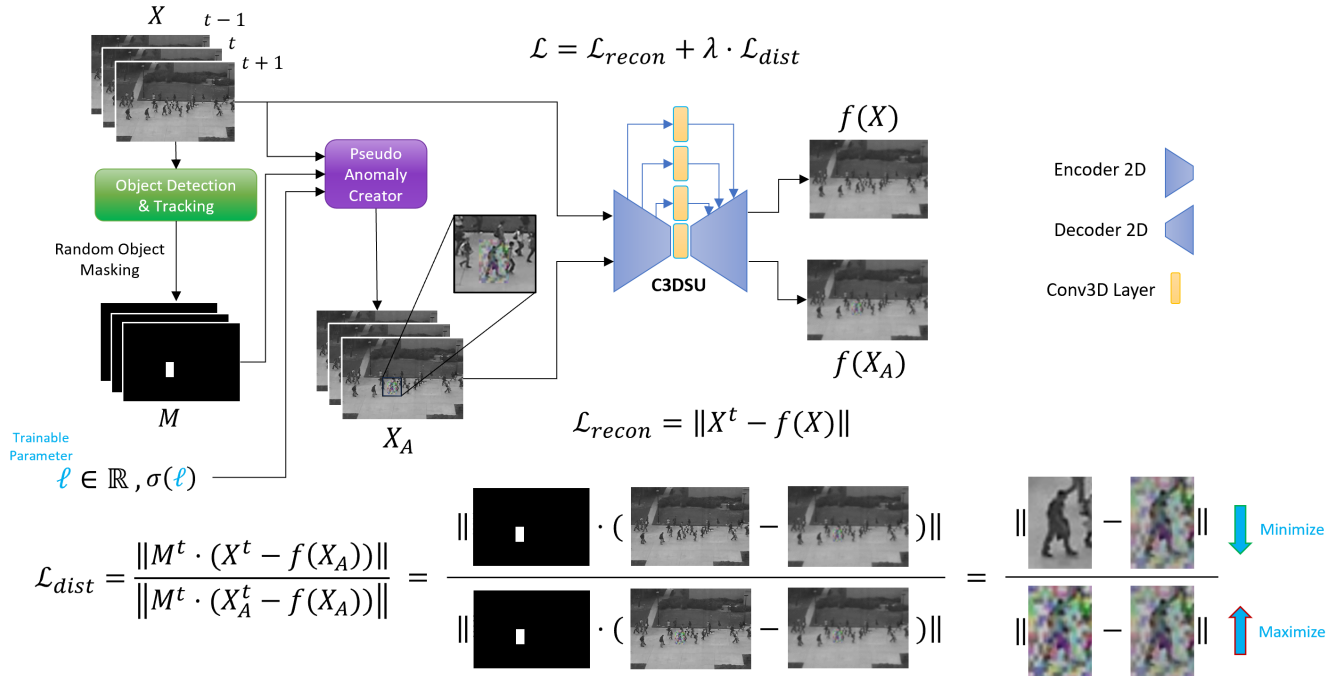 X
t − 1
t
t + 1
ℒ = ℒ_recon + λ · ℒ_dist
Object Detection
& Tracking
Pseudo
Anomaly
Creator
Random Object
Masking
M
X_A
C3DSU
f(X)
f(X_A)
Encoder 2D
Decoder 2D
Conv3D Layer
Trainable
Parameter
ℓ ∈ ℝ , σ(ℓ)
ℒ_recon = ‖X^t − f(X)‖
ℒ_dist = ‖M^t · (X^t − f(X_A))‖ / ‖M^t · (X_A^t − f(X_A))‖ = ‖ · ( − )‖ / ‖ · ( − )‖ = ‖ − ‖ / ‖ − ‖
Minimize
Maximize